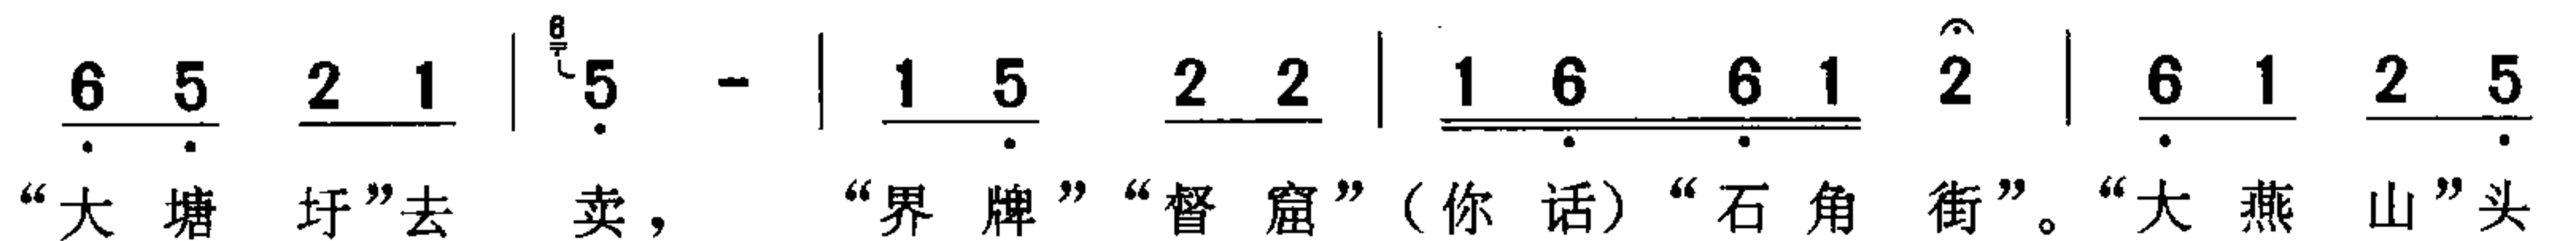 6 5 2 1 | 6 5 - | 1 5 2 2 | 1 6 6 1 2 | 6 1 2 5
“大塘圩”去卖，“界牌”“督窟”（你话）“石角街”。“大燕山”头